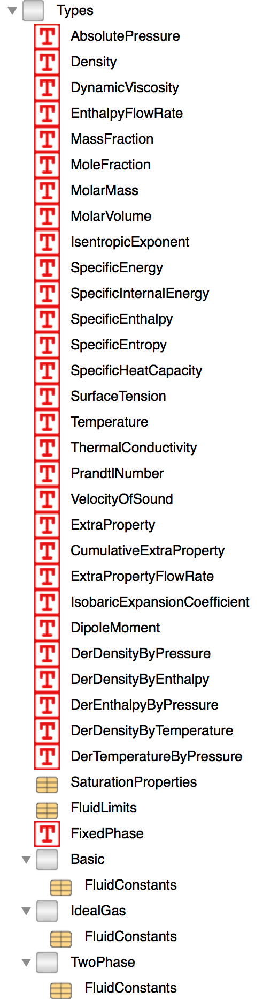 Types
T AbsolutePressure
T Density
T DynamicViscosity
T EnthalpyFlowRate
T MassFraction
T MoleFraction
T MolarMass
T MolarVolume
T IsentropicExponent
T SpecificEnergy
T SpecificInternalEnergy
T SpecificEnthalpy
T SpecificEntropy
T SpecificHeatCapacity
T SurfaceTension
T Temperature
T ThermalConductivity
T PrandtlNumber
T VelocityOfSound
T ExtraProperty
T CumulativeExtraProperty
T ExtraPropertyFlowRate
T IsobaricExpansionCoefficient
T DipoleMoment
T DerDensityByPressure
T DerDensityByEnthalpy
T DerEnthalpyByPressure
T DerDensityByTemperature
T DerTemperatureByPressure
SaturationProperties
FluidLimits
T FixedPhase
Basic
FluidConstants
IdealGas
FluidConstants
TwoPhase
FluidConstants